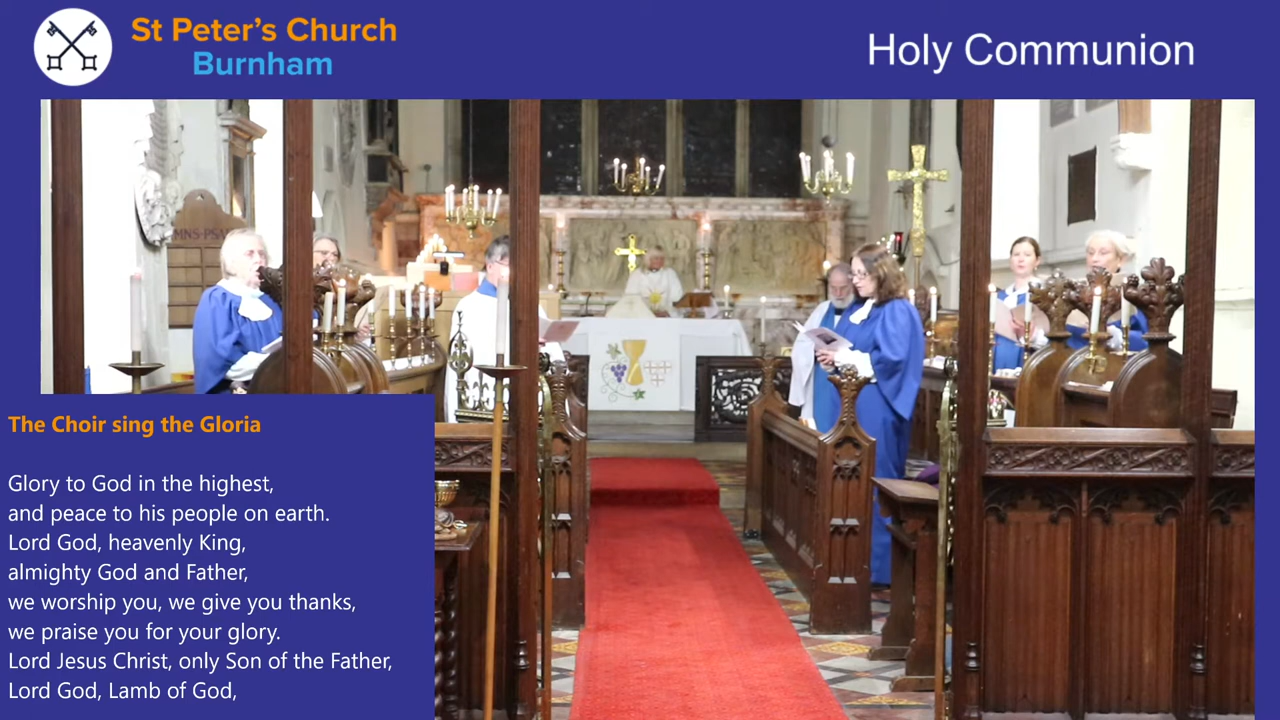 St Peter's Church
Burnham
Holy Communion
MNS-PSA
The Choir sing the Gloria
Glory to God in the highest,
and peace to his people on earth.
Lord God, heavenly King,
almighty God and Father,
we worship you, we give you thanks,
we praise you for your glory.
Lord Jesus Christ, only Son of the Father,
Lord God, Lamb of God,